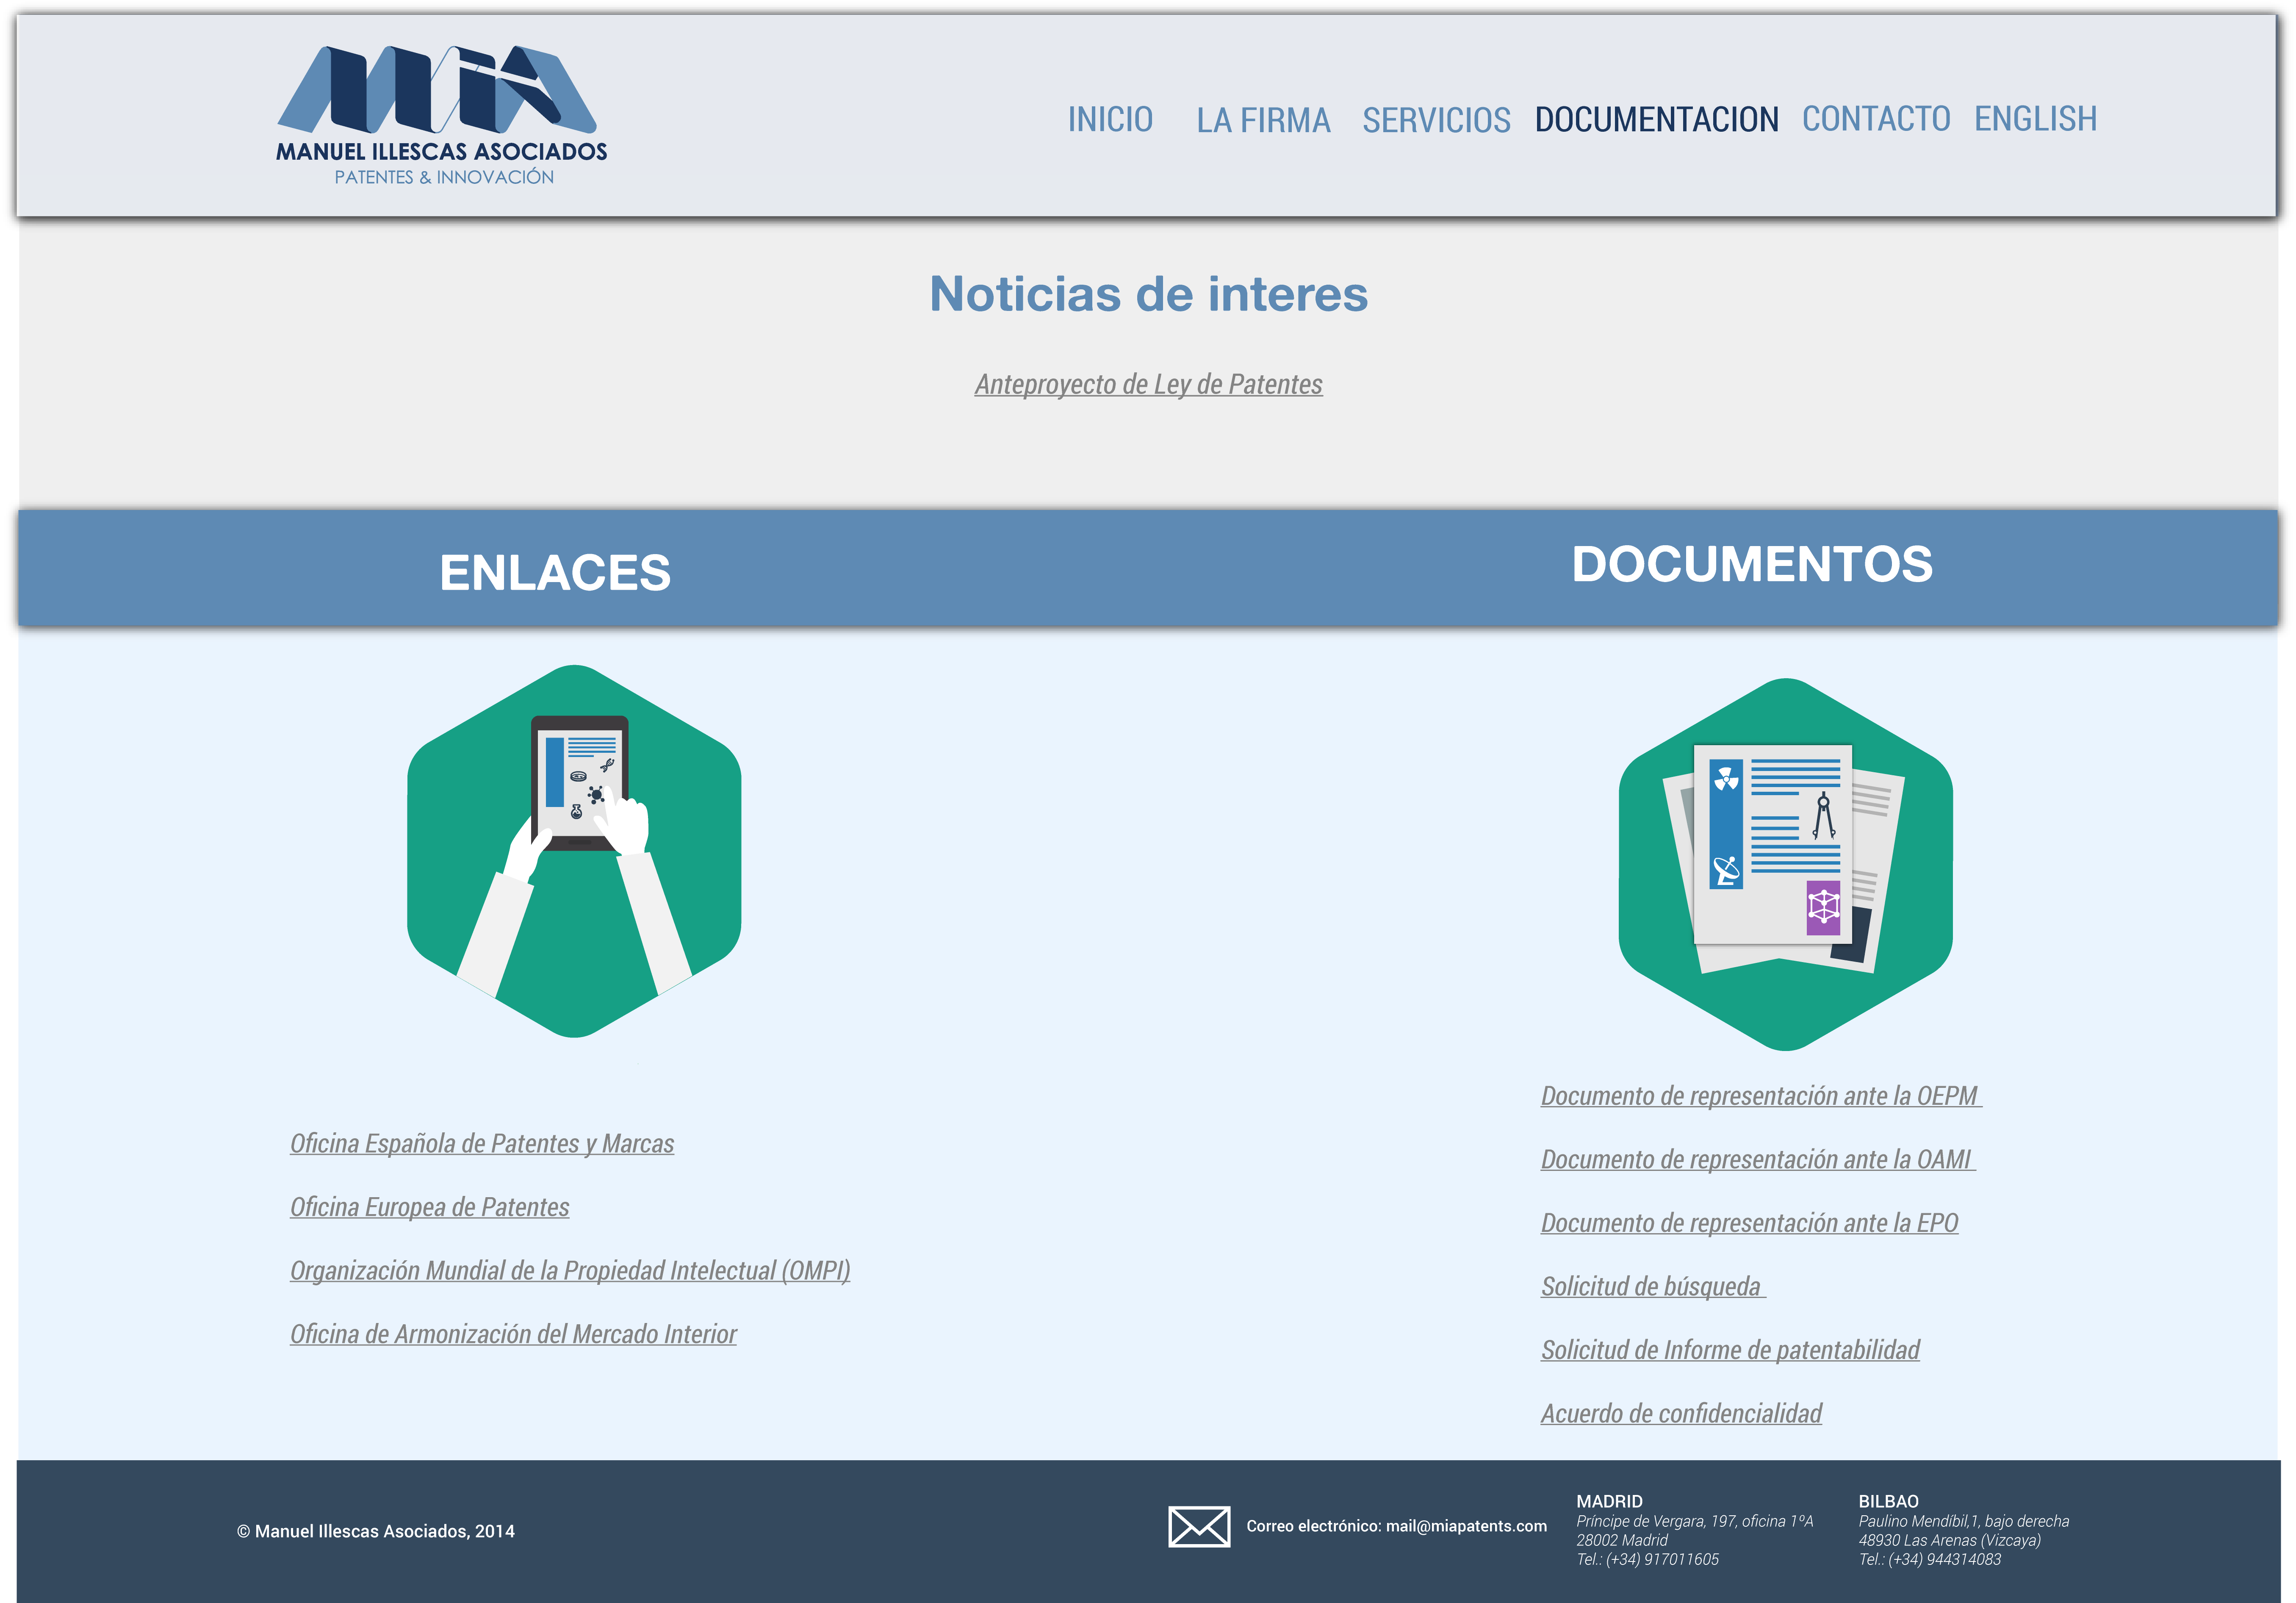 MiA
MANUEL ILLESCAS ASOCIADOS
PATENTES & INNOVACIÓN
INICIO LA FIRMA SERVICIOS DOCUMENTACION CONTACTO ENGLISH
Noticias de interes
Anteproyecto de Ley de Patentes
ENLACES
DOCUMENTOS
Oficina Española de Patentes y Marcas
Oficina Europea de Patentes
Organización Mundial de la Propiedad Intelectual (OMPI)
Oficina de Armonización del Mercado Interior
Documento de representación ante la OEPM
Documento de representación ante la OAMI
Documento de representación ante la EPO
Solicitud de búsqueda
Solicitud de Informe de patentabilidad
Acuerdo de confidencialidad
© Manuel Illescas Asociados, 2014
Correo electrónico: mail@miapatents.com
MADRID
Príncipe de Vergara, 197, oficina 1ºA
28002 Madrid
Tel.: (+34) 917011605
BILBAO
Paulino Mendíbil,1, bajo derecha
48930 Las Arenas (Vizcaya)
Tel.: (+34) 944314083